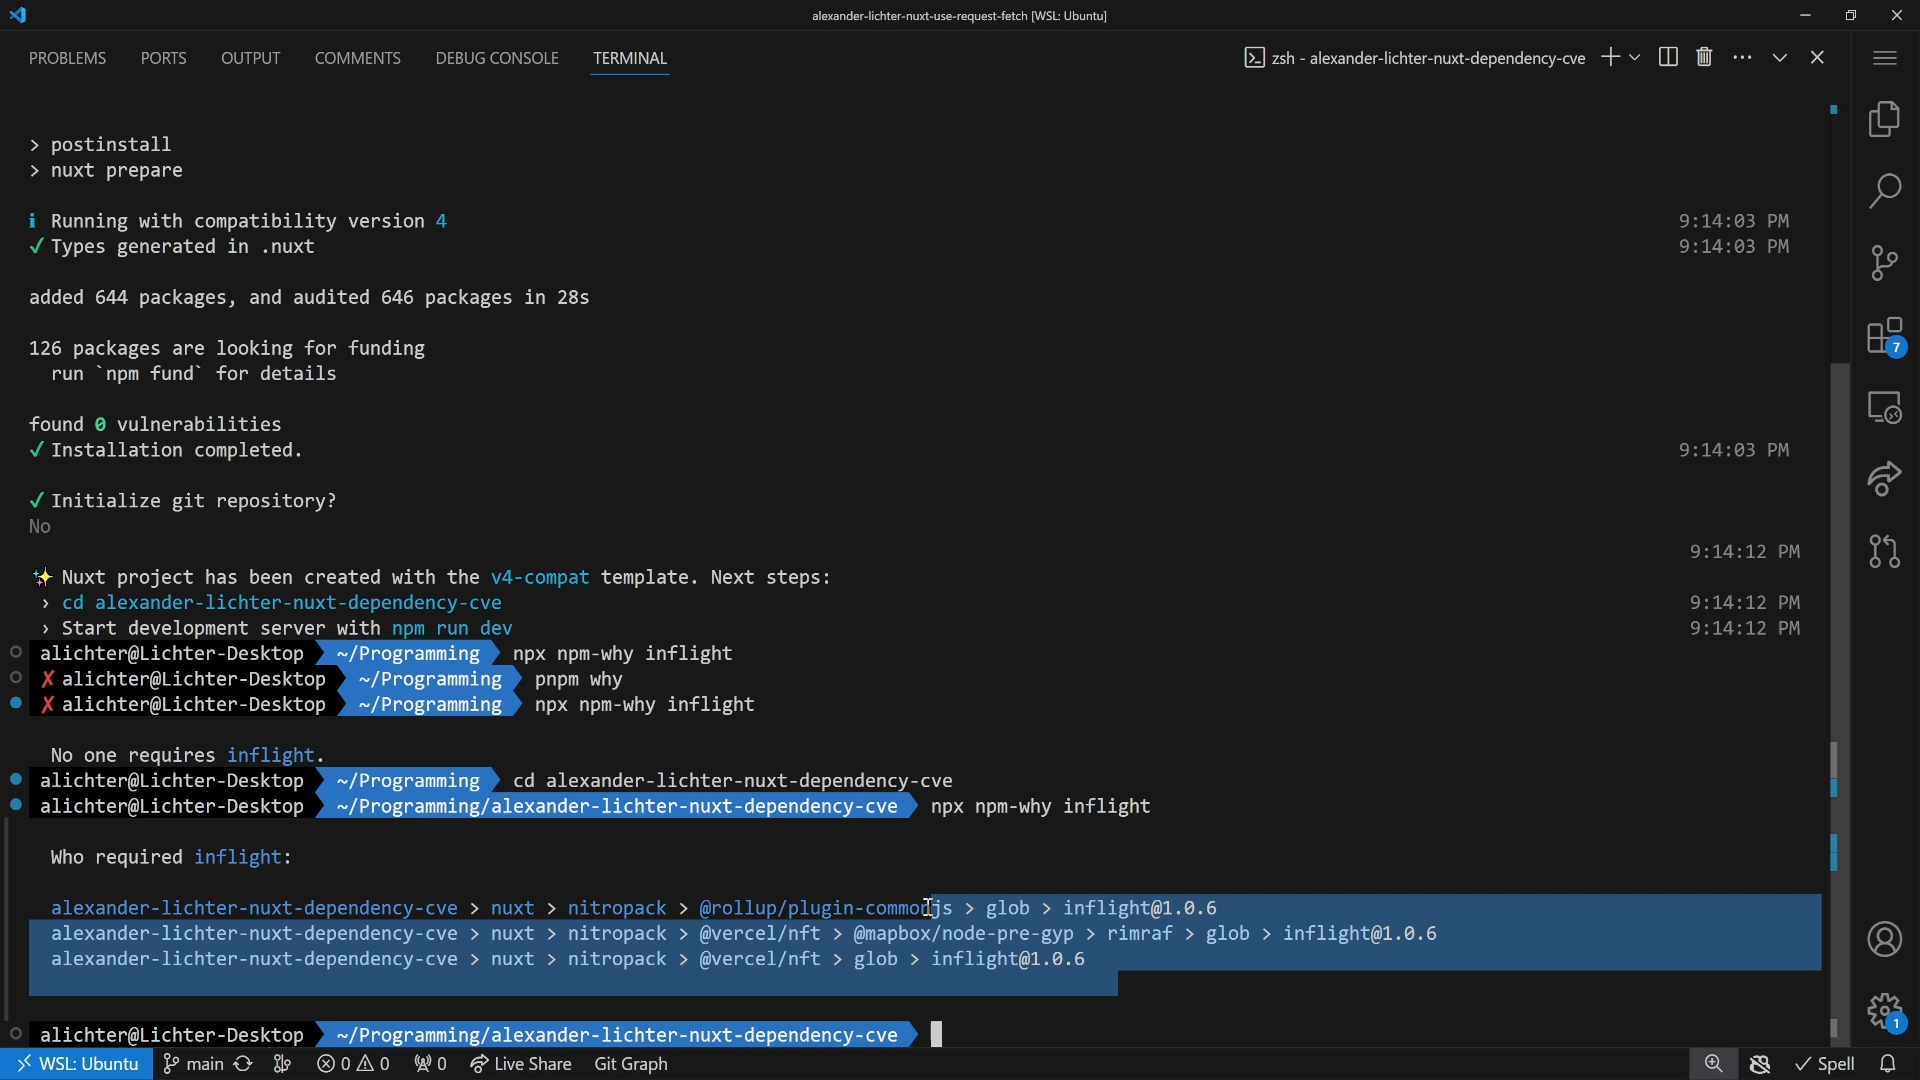 alexander-lichter-nuxt-use-request-fetch [WSL: Ubuntu]
PROBLEMS PORTS OUTPUT COMMENTS DEBUG CONSOLE TERMINAL
zsh - alexander-lichter-nuxt-dependency-cve
> postinstall
> nuxt prepare
ℹ Running with compatibility version 4 9:14:03 PM
✓ Types generated in .nuxt 9:14:03 PM
added 644 packages, and audited 646 packages in 28s
126 packages are looking for funding
run `npm fund` for details
found 0 vulnerabilities
✓ Installation completed. 9:14:03 PM
✓ Initialize git repository?
No
9:14:12 PM
✨ Nuxt project has been created with the v4-compat template. Next steps:
› cd alexander-lichter-nuxt-dependency-cve 9:14:12 PM
› Start development server with npm run dev 9:14:12 PM
alichter@Lichter-Desktop ~/Programming npx npm-why inflight
✗ alichter@Lichter-Desktop ~/Programming pnpm why
✗ alichter@Lichter-Desktop ~/Programming npx npm-why inflight
No one requires inflight.
alichter@Lichter-Desktop ~/Programming cd alexander-lichter-nuxt-dependency-cve
alichter@Lichter-Desktop ~/Programming/alexander-lichter-nuxt-dependency-cve npx npm-why inflight
Who required inflight:
alexander-lichter-nuxt-dependency-cve > nuxt > nitropack > @rollup/plugin-commonjs > glob > inflight@1.0.6
alexander-lichter-nuxt-dependency-cve > nuxt > nitropack > @vercel/nft > @mapbox/node-pre-gyp > rimraf > glob > inflight@1.0.6
alexander-lichter-nuxt-dependency-cve > nuxt > nitropack > @vercel/nft > glob > inflight@1.0.6
alichter@Lichter-Desktop ~/Programming/alexander-lichter-nuxt-dependency-cve
7
1
WSL: Ubuntu main 0 0 0 Live Share Git Graph Spell